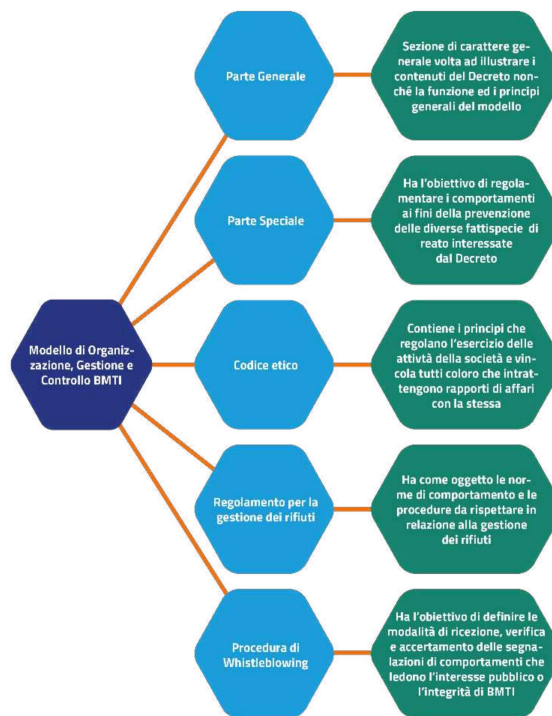 Parte Generale
Sezione di carattere ge-
nerale volta ad illustrare i
contenuti del Decreto non-
ché la funzione ed i principi
generali del modello
Parte Speciale
Ha l'obiettivo di regola-
mentare i comportamenti
ai fini della prevenzione
delle diverse fattispecie di
reato interessate
dal Decreto
Modello di Organiz-
zazione, Gestione e
Controllo BMTI
Codice etico
Contiene i principi che
regolano l'esercizio delle
attivtà della società e vin-
cola tutti coloro che intrat-
tengono rapporti di affari
con la stessa
Regolamento per la
gestione dei rifiuti
Ha come oggetto le nor-
me di comportamento e le
procedure da rispettare in
relazione alla gestione
dei rifiuti
Procedura di
Whistleblowing
Ha l'obiettivo di definire le
modalità di ricezione, verifica
e accertamento delle segna-
lazioni di comportamenti che
ledono l'interesse pubblico o
l'integrità di BMTI